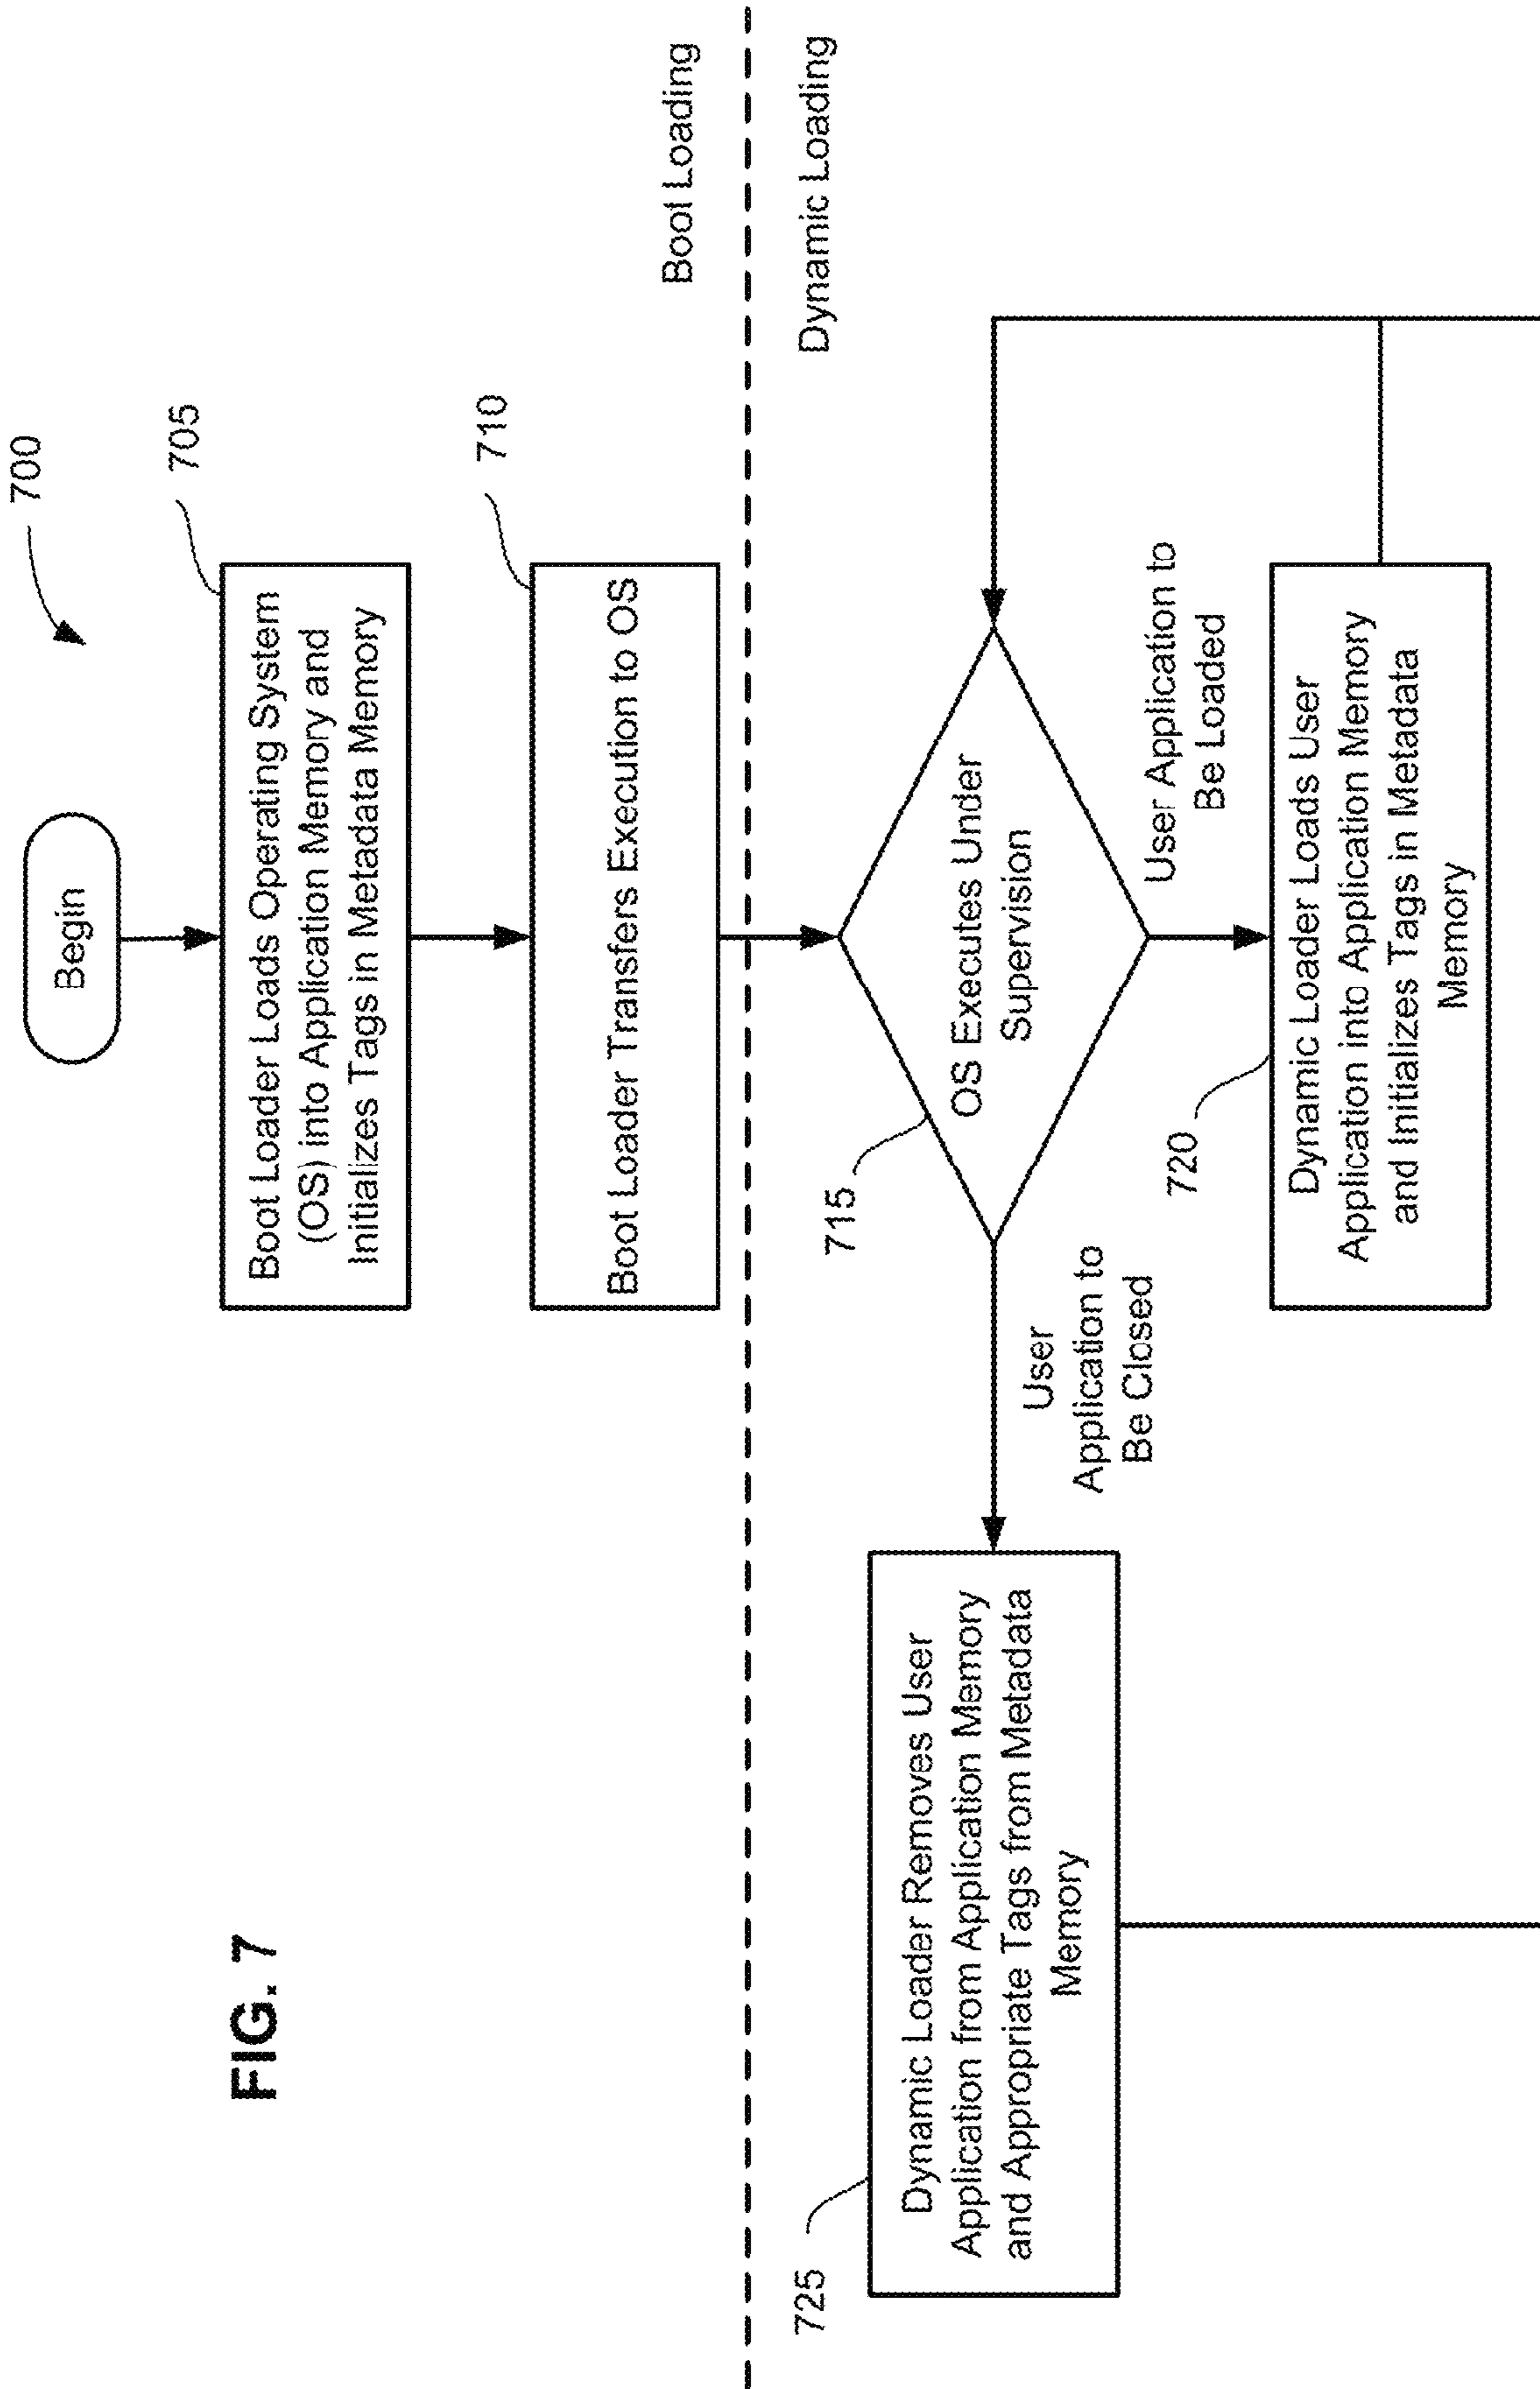 FIG. 7
700
Begin
705
Boot Loader Loads Operating System
(OS) into Application Memory and
Initializes Tags in Metadata Memory
710
Boot Loader Transfers Execution to OS
Boot Loading
Dynamic Loading
715
OS Executes Under
Supervision
User
Application to
Be Closed
User Application to
Be Loaded
725
Dynamic Loader Removes User
Application from Application Memory
and Appropriate Tags from Metadata
Memory
720
Dynamic Loader Loads User
Application into Application Memory
and Initializes Tags in Metadata
Memory